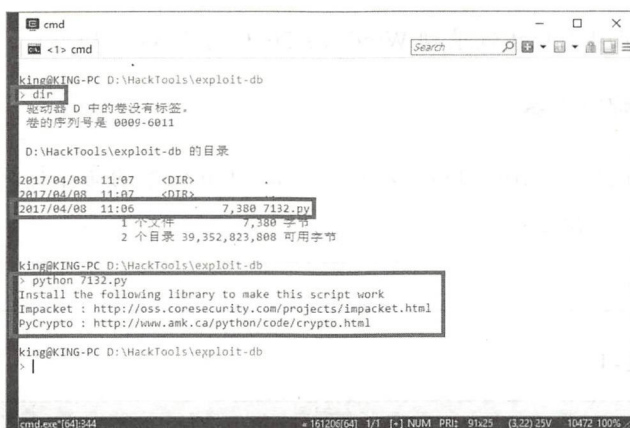 cmd
<1> cmd
Search
king@KING-PC D:\HackTools\exploit-db
> dir
驱动器 D 中的卷没有标签。
卷的序列号是 0009-6011
D:\HackTools\exploit-db 的目录
2017/04/08 11:07 <DIR> .
2017/04/08 11:07 <DIR> ..
2017/04/08 11:06 7,380 7132.py
1 个文件 7,380 字节
2 个目录 39,352,823,808 可用字节
king@KING-PC D:\HackTools\exploit-db
> python 7132.py
Install the following library to make this script work
Impacket : http://oss.coresecurity.com/projects/impacket.html
PyCrypto : http://www.amk.ca/python/code/crypto.html
king@KING-PC D:\HackTools\exploit-db
>
cmd.exe*[64]:344 « 161206[64] 1/1 [+] NUM PRI: 91x25 (3,22) 25V 10472 100%